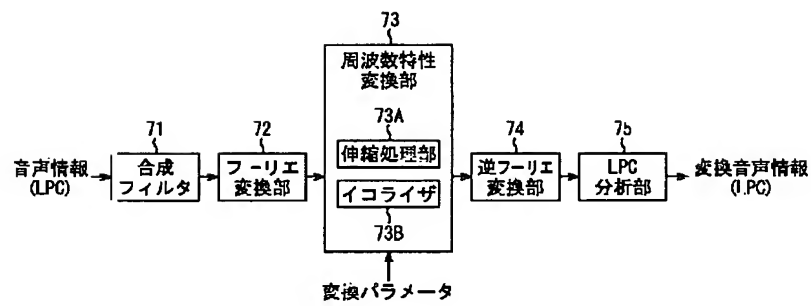 73
周波数特性
変換部
73A
伸縮処理部
イコライザ
73B
71
合成
フィルタ
72
フーリエ
変換部
74
逆フーリエ
変換部
75
LPC
分析部
音声情報
(LPC)
変換音声情報
(LPC)
変換パラメータ